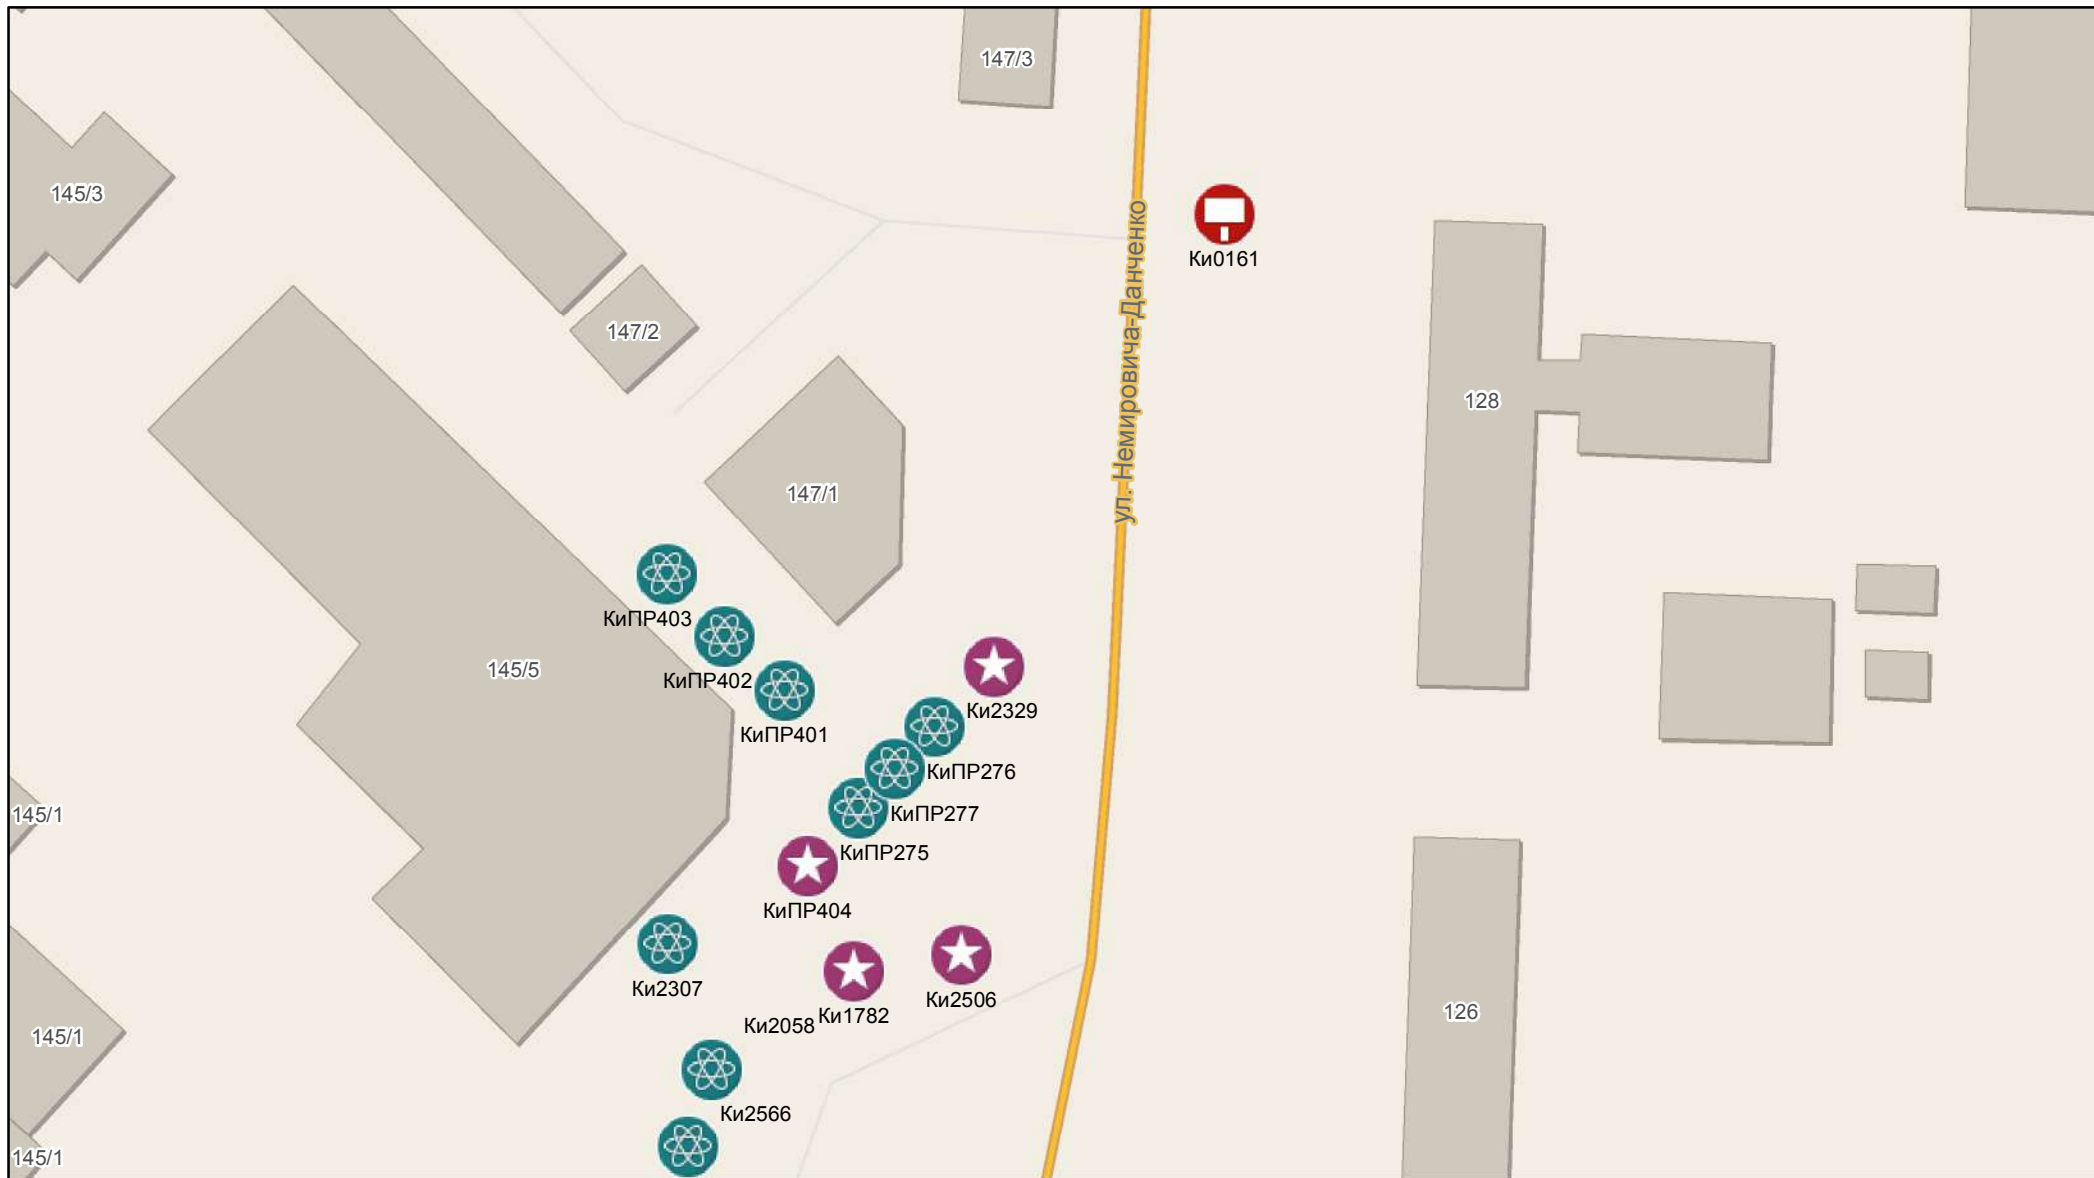 147/3
145/3
ул. Немировича-Данченко
Ки0161
147/2
128
147/1
КиПР403
145/5
КиПР402
Ки2329
КиПР401
КиПР276
КиПР277
145/1
КиПР275
КиПР404
Ки2307
Ки2506
Ки1782
Ки2058
126
145/1
Ки2566
145/1